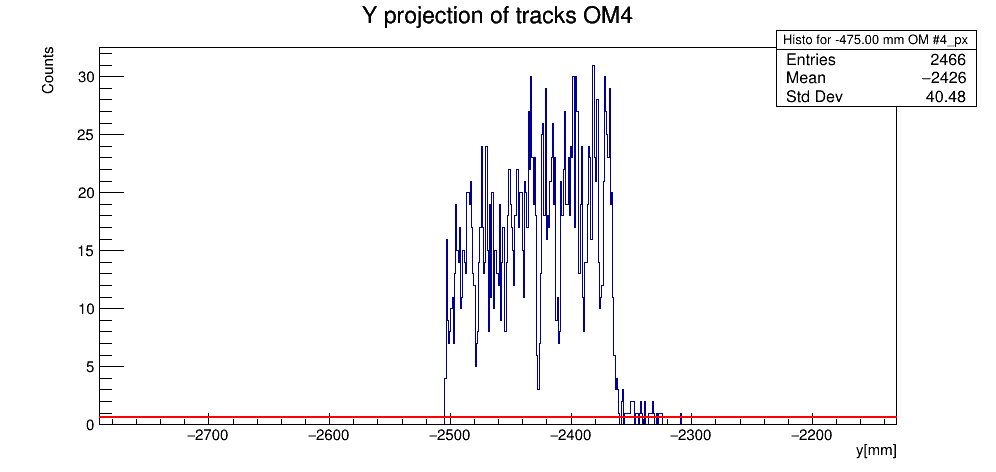 Y projection of tracks OM4
Histo for -475.00 mm OM #4_px
Entries 2466
Mean −2426
Std Dev 40.48
Counts
30
25
20
15
10
5
0
−2700 −2600 −2500 −2400 −2300 −2200
y[mm]